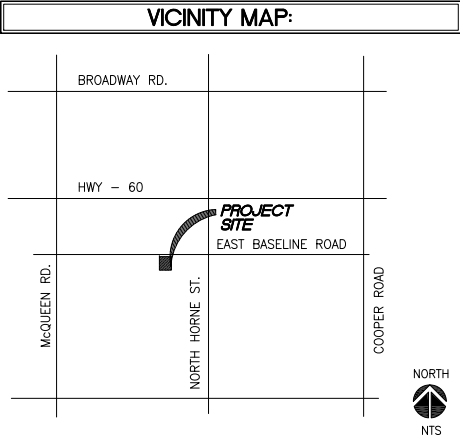 VICINITY MAP:
BROADWAY RD.
HWY - 60
PROJECT
SITE
EAST BASELINE ROAD
McQUEEN RD.
NORTH HORNE ST.
COOPER ROAD
NORTH
NTS